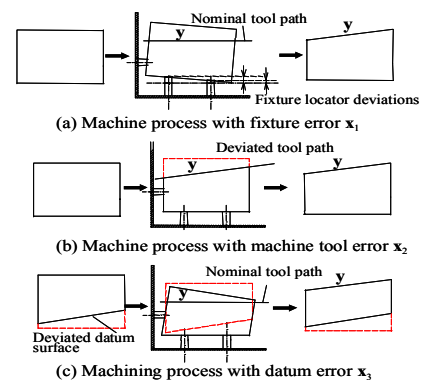 Nominal tool path
y
y
Fixture locator deviations
(a) Machine process with fixture error x1
Deviated tool path
y
y
(b) Machine process with machine tool error x2
Nominal tool path
y
y
Deviated datum
surface
(c) Machining process with datum error x3